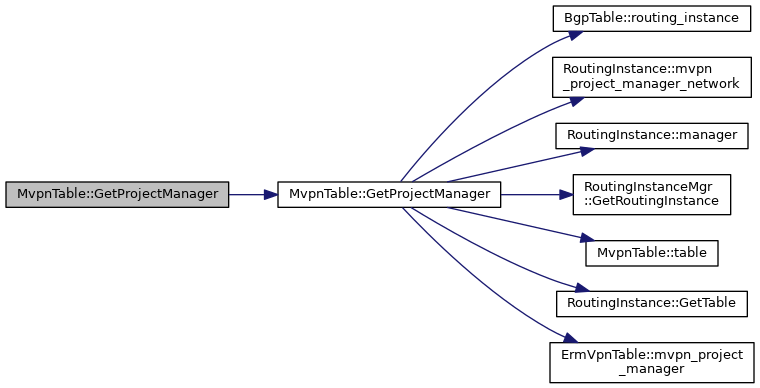 MvpnTable::GetProjectManager
MvpnTable::GetProjectManager
BgpTable::routing_instance
RoutingInstance::mvpn
_project_manager_network
RoutingInstance::manager
RoutingInstanceMgr
::GetRoutingInstance
MvpnTable::table
RoutingInstance::GetTable
ErmVpnTable::mvpn_project
_manager